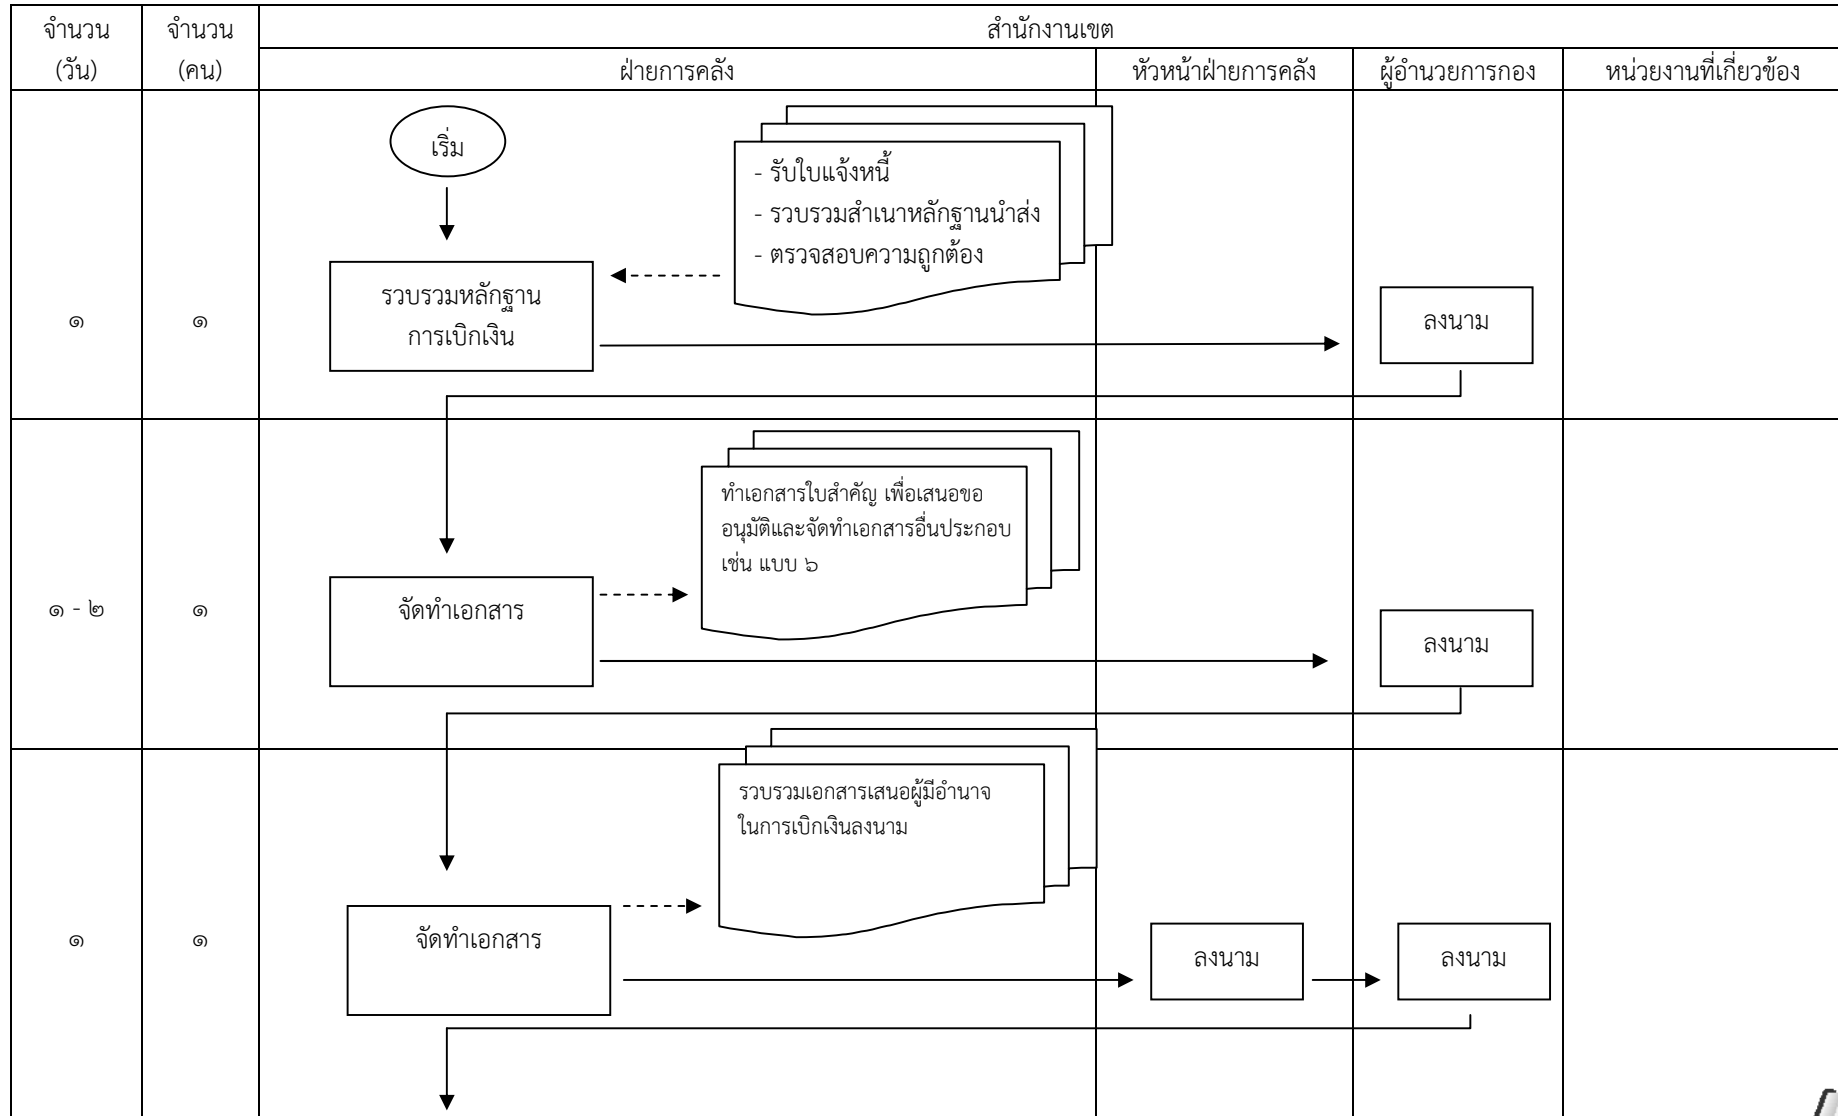 จำนวน
(วัน)
จำนวน
(คน)
สำนักงานเขต
ฝ่ายการคลัง
หัวหน้าฝ่ายการคลัง
ผู้อำนวยการกอง
หน่วยงานที่เกี่ยวข้อง
เริ่ม
- รับใบแจ้งหนี้
- รวบรวมสำเนาหลักฐานนำส่ง
- ตรวจสอบความถูกต้อง
๑
๑
รวบรวมหลักฐาน
การเบิกเงิน
ลงนาม
ทำเอกสารใบสำคัญ เพื่อเสนอขอ
อนุมัติและจัดทำเอกสารอื่นประกอบ
เช่น แบบ ๖
๑ - ๒
๑
จัดทำเอกสาร
ลงนาม
รวบรวมเอกสารเสนอผู้มีอำนาจ
ในการเบิกเงินลงนาม
๑
๑
จัดทำเอกสาร
ลงนาม
ลงนาม